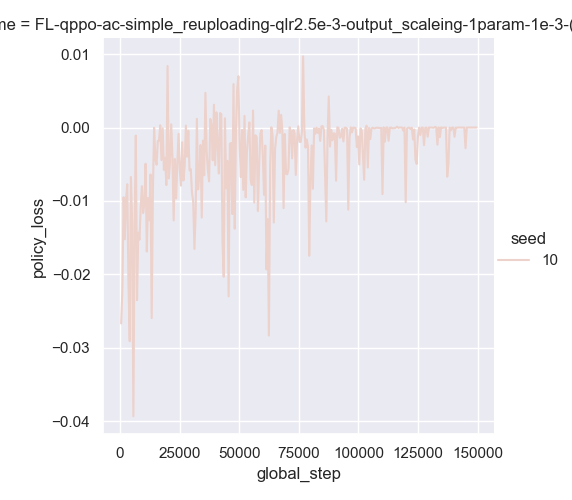 me = FL-qppo-ac-simple_reuploading-qlr2.5e-3-output_scaleing-1param-1e-3-(
0.01
0.00
−0.01
−0.02
−0.03
−0.04
policy_loss
0 25000 50000 75000 100000 125000 150000
global_step
seed
10